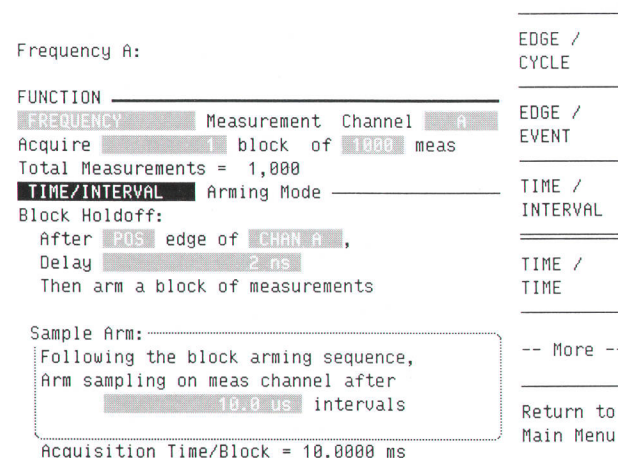 Frequency A:
FUNCTION
FREQUENCY Measurement Channel A
Acquire 1 block of 1000 meas
Total Measurements = 1,000
TIME/INTERVAL Arming Mode
Block Holdoff:
After POS edge of CHAN A ,
Delay 2 ns
Then arm a block of measurements
Sample Arm:
Following the block arming sequence,
Arm sampling on meas channel after
10.0 us intervals
Acquisition Time/Block = 10.0000 ms
EDGE /
CYCLE
EDGE /
EVENT
TIME /
INTERVAL
TIME /
TIME
-- More --
Return to
Main Menu